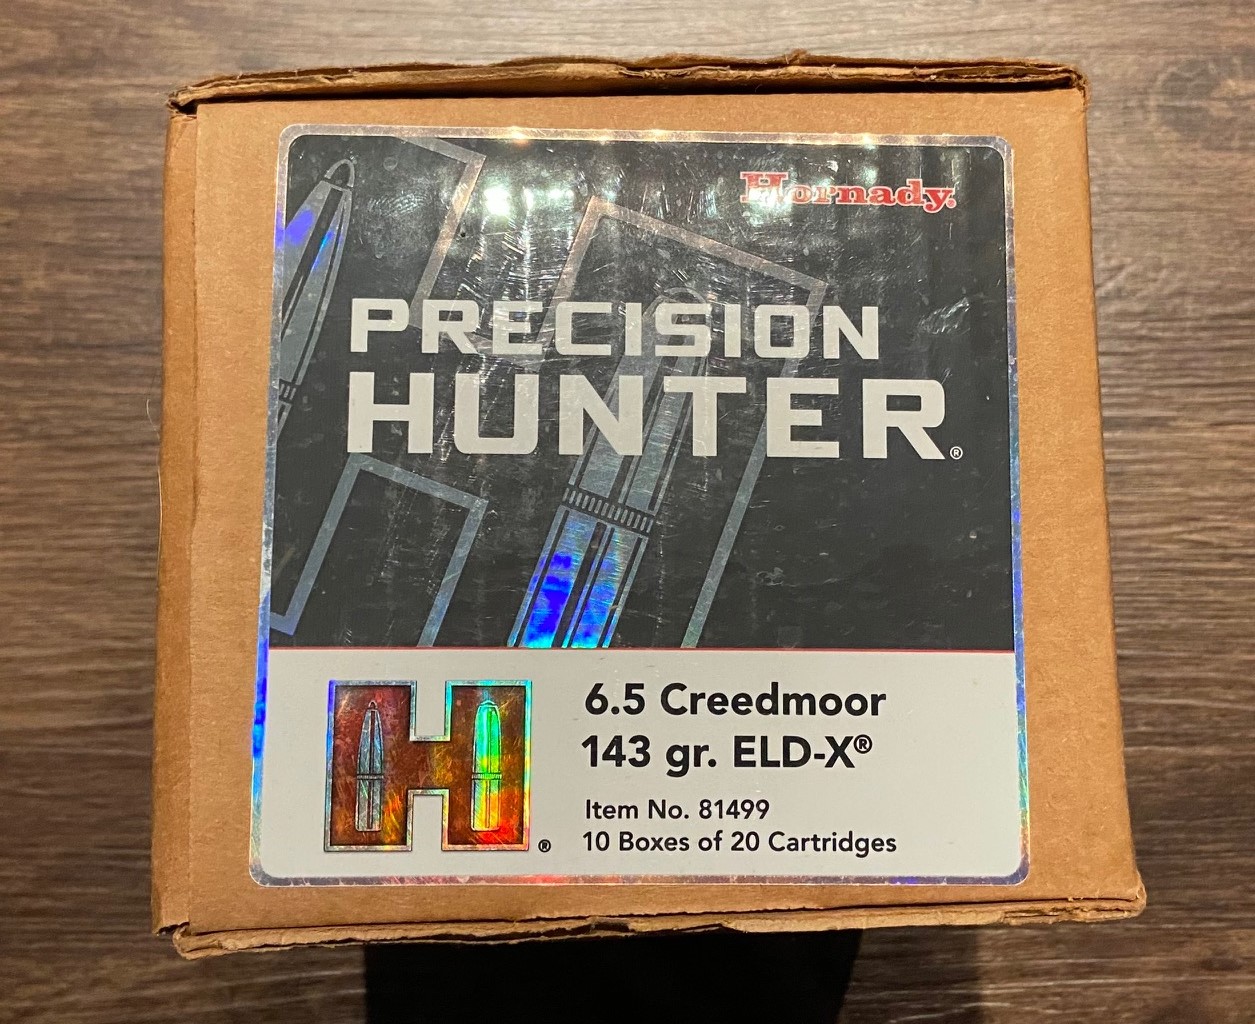 Hornady.
PRECISION
HUNTER®
6.5 Creedmoor
143 gr. ELD-X®
Item No. 81499
10 Boxes of 20 Cartridges
H®